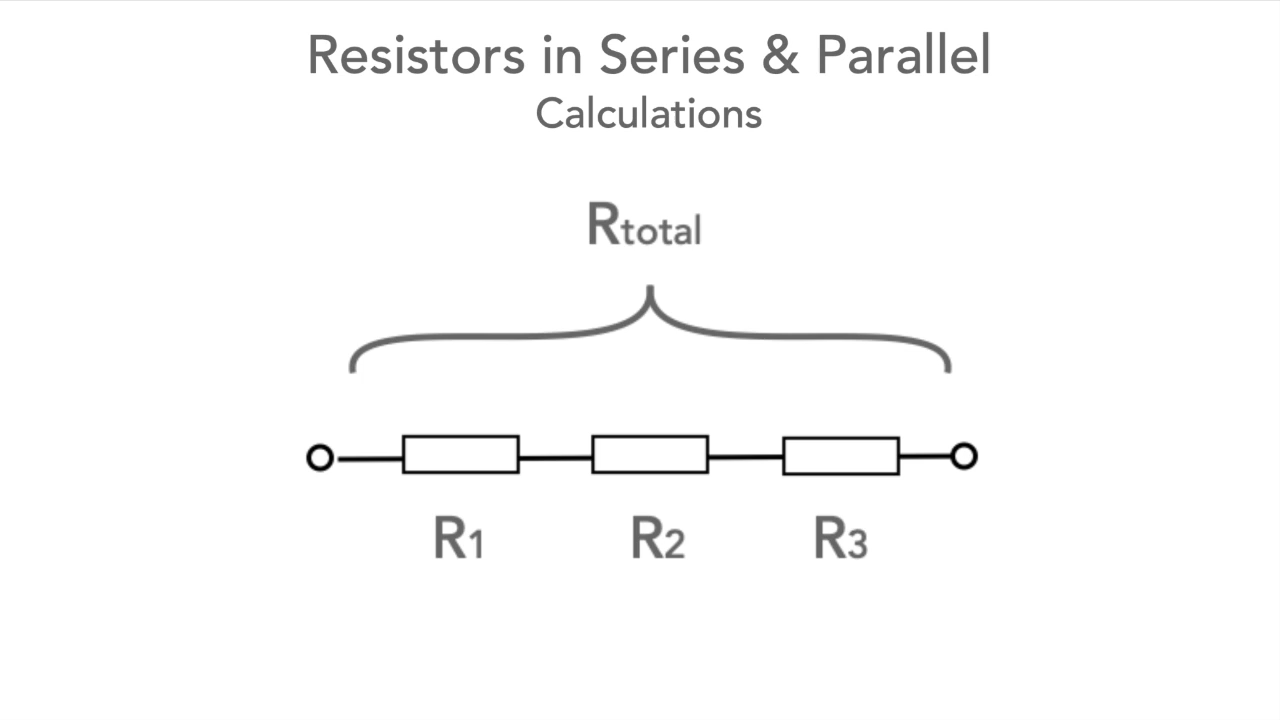 Resistors in Series & Parallel
Calculations
Rtotal
R1 R2 R3